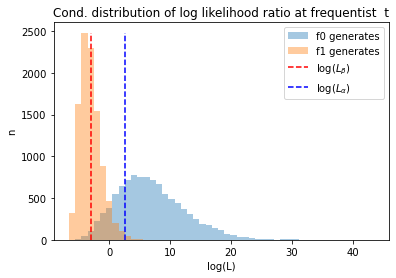 Cond. distribution of log likelihood ratio at frequentist t
f0 generates
f1 generates
log(L_β)
log(L_α)
n
2500
2000
1500
1000
500
0
0 10 20 30 40
log(L)